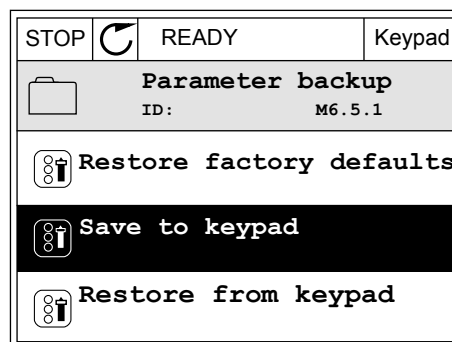 STOP READY Keypad
Parameter backup
ID: M6.5.1
Restore factory defaults
Save to keypad
Restore from keypad